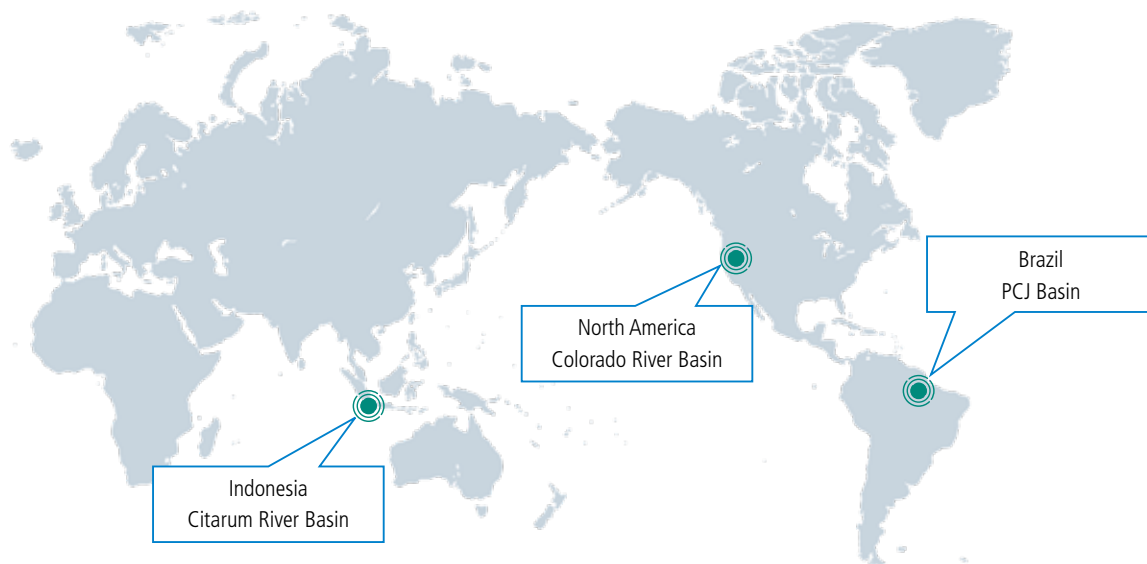 Brazil
PCJ Basin
North America
Colorado River Basin
Indonesia
Citarum River Basin